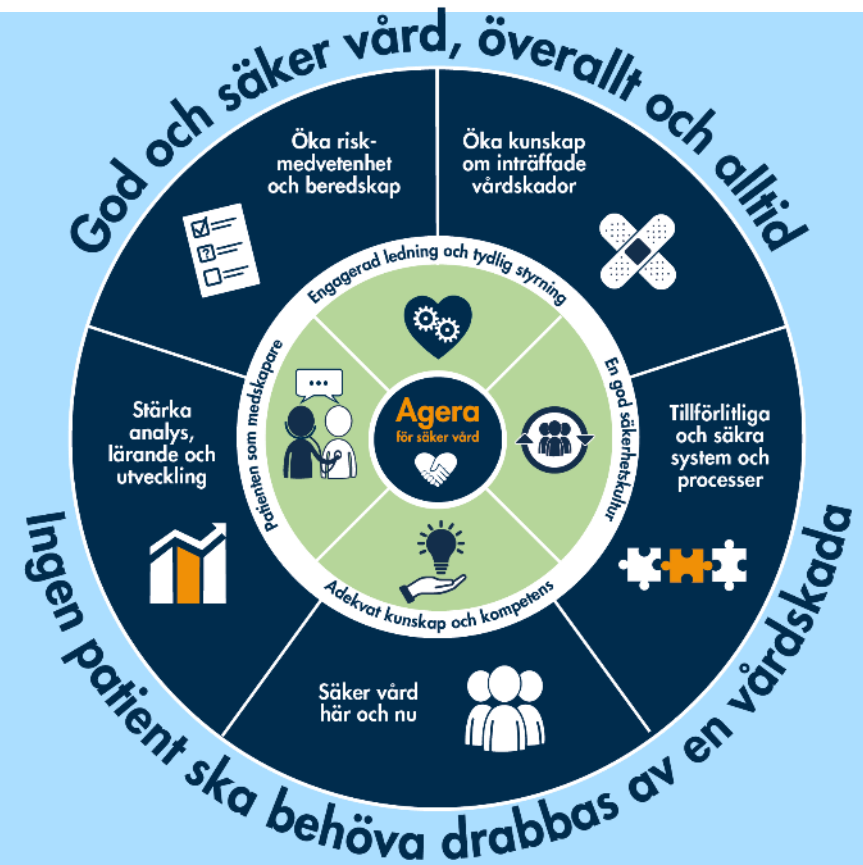 God och säker vård, överallt och alltid
Öka risk-
medvetenhet
och beredskap
Öka kunskap
om inträffade
vårdskador
Engagerad ledning och tydlig styrning
Patienten som medskapare
En god säkerhetskultur
Agera
för säker vård
Stärka
analys,
lärande och
utveckling
Tillförlitliga
och säkra
system och
processer
Adekvat kunskap och kompetens
Säker vård
här och nu
Ingen patient ska behöva drabbas av en vårdskada